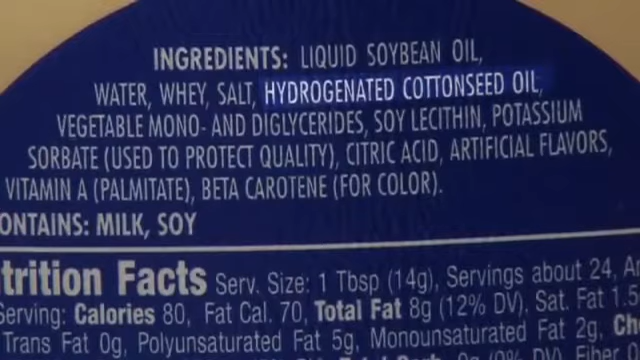 INGREDIENTS: LIQUID SOYBEAN OIL,
WATER, WHEY, SALT, HYDROGENATED COTTONSEED OIL,
VEGETABLE MONO- AND DIGLYCERIDES, SOY LECITHIN, POTASSIUM
SORBATE (USED TO PROTECT QUALITY), CITRIC ACID, ARTIFICIAL FLAVORS,
VITAMIN A (PALMITATE), BETA CAROTENE (FOR COLOR).
ONTAINS: MILK, SOY
trition Facts Serv. Size: 1 Tbsp (14g), Servings about 24, A
Serving: Calories 80, Fat Cal. 70, Total Fat 8g (12% DV), Sat. Fat 1.5
Trans Fat 0g, Polyunsaturated Fat 5g, Monounsaturated Fat 2g, Ch